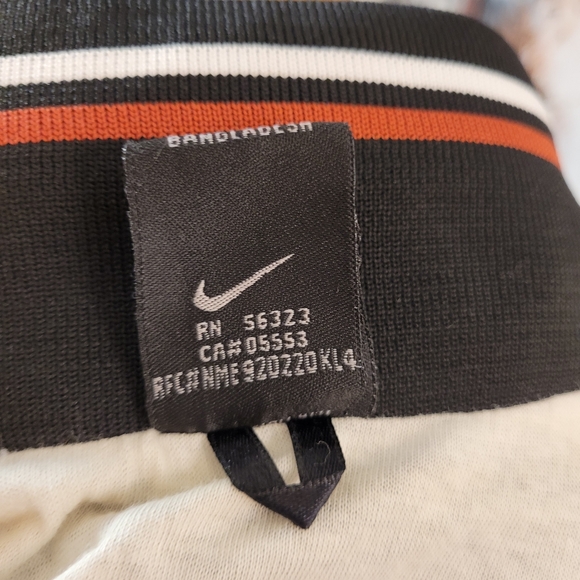 BANGLADESH
RN 56323
CA# 05553
RFC#NME920220KL4